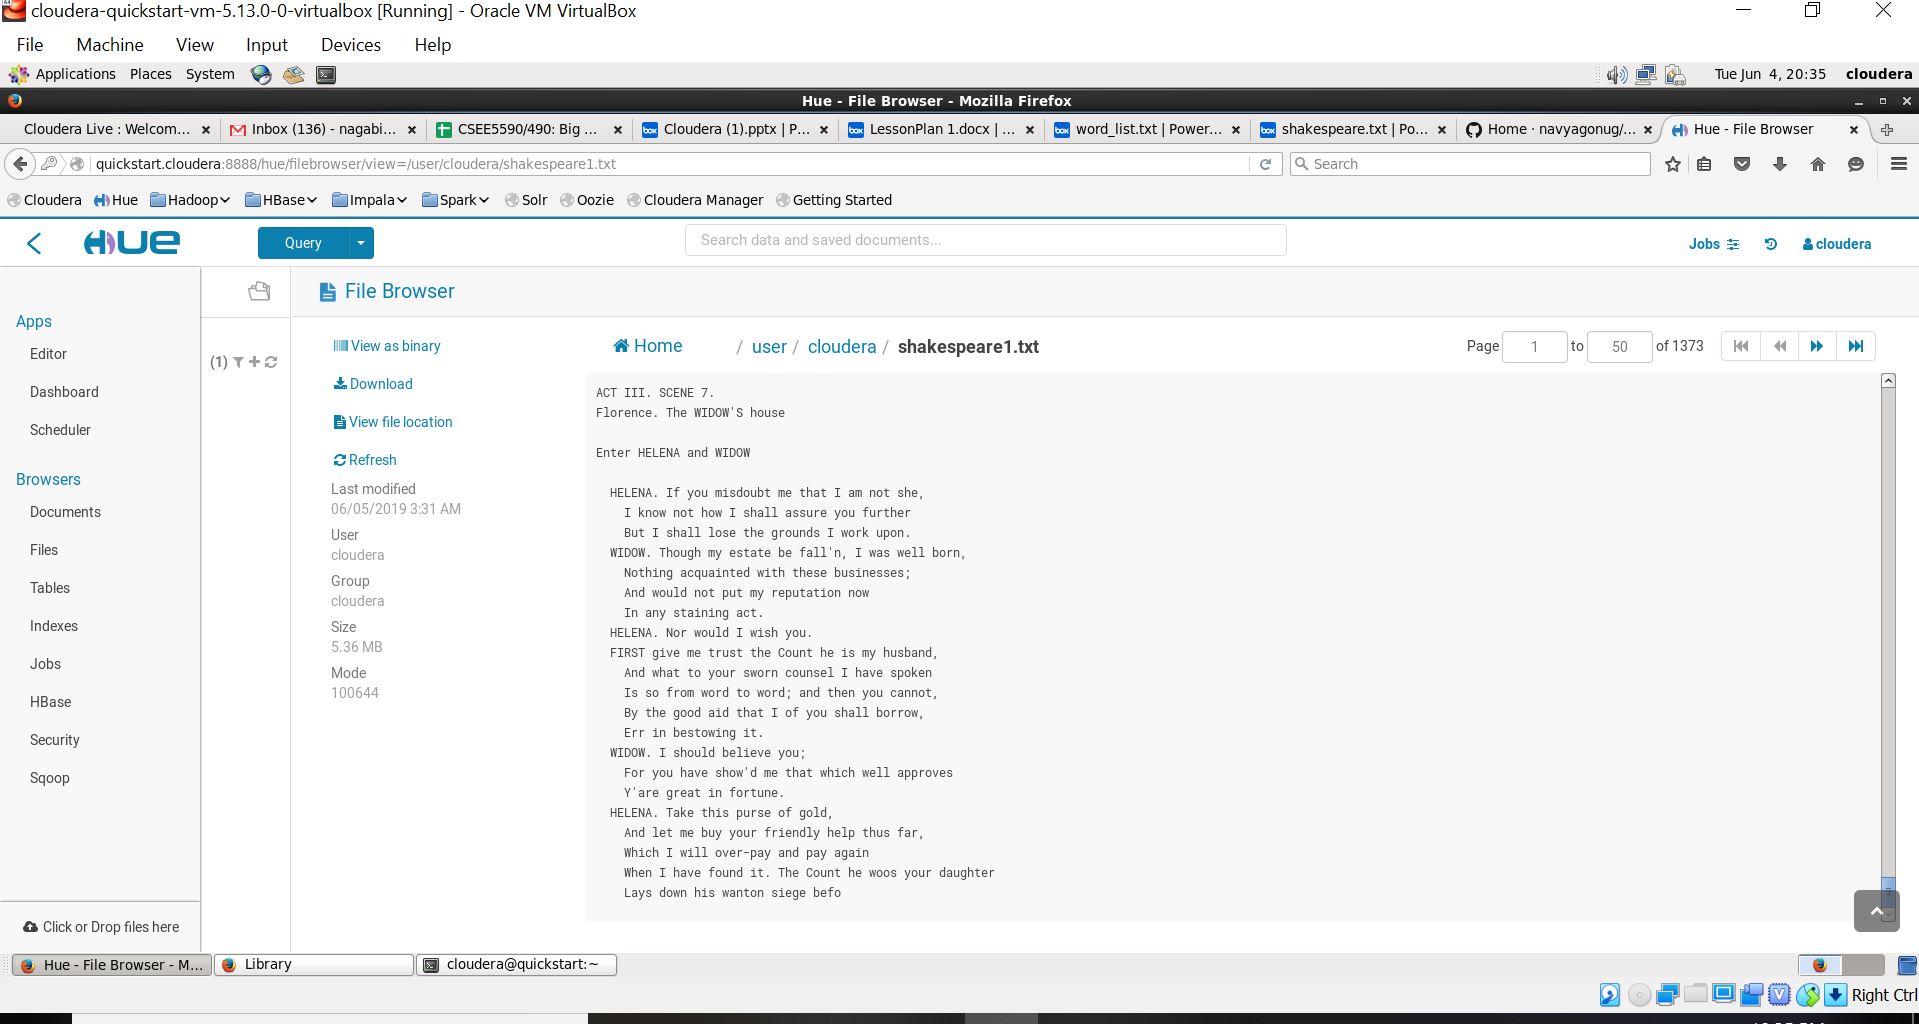 cloudera-quickstart-vm-5.13.0-0-virtualbox [Running] - Oracle VM VirtualBox
File Machine View Input Devices Help
Applications Places System Tue Jun 4, 20:35 cloudera
Hue - File Browser - Mozilla Firefox
Cloudera Live : Welcom... Inbox (136) - nagabi... CSEE5590/490: Big ... Cloudera (1).pptx | P... LessonPlan 1.docx | ... word_list.txt | Power... shakespeare.txt | Po... Home · navyagonug/... Hue - File Browser
quickstart.cloudera:8888/hue/filebrowser/view=/user/cloudera/shakespeare1.txt Search
Cloudera Hue Hadoop HBase Impala Spark Solr Oozie Cloudera Manager Getting Started
HUE Query Search data and saved documents... Jobs cloudera
File Browser
Apps
Editor
Dashboard
Scheduler
Browsers
Documents
Files
Tables
Indexes
Jobs
HBase
Security
Sqoop
Click or Drop files here
(1)
View as binary
Download
View file location
Refresh
Last modified
06/05/2019 3:31 AM
User
cloudera
Group
cloudera
Size
5.36 MB
Mode
100644
Home / user / cloudera / shakespeare1.txt
Page 1 to 50 of 1373
ACT III. SCENE 7.
Florence. The WIDOW'S house
Enter HELENA and WIDOW
HELENA. If you misdoubt me that I am not she,
I know not how I shall assure you further
But I shall lose the grounds I work upon.
WIDOW. Though my estate be fall'n, I was well born,
Nothing acquainted with these businesses;
And would not put my reputation now
In any staining act.
HELENA. Nor would I wish you.
FIRST give me trust the Count he is my husband,
And what to your sworn counsel I have spoken
Is so from word to word; and then you cannot,
By the good aid that I of you shall borrow,
Err in bestowing it.
WIDOW. I should believe you;
For you have show'd me that which well approves
Y'are great in fortune.
HELENA. Take this purse of gold,
And let me buy your friendly help thus far,
Which I will over-pay and pay again
When I have found it. The Count he woos your daughter
Lays down his wanton siege befo
Hue - File Browser - M... Library cloudera@quickstart:~
Right Ctrl